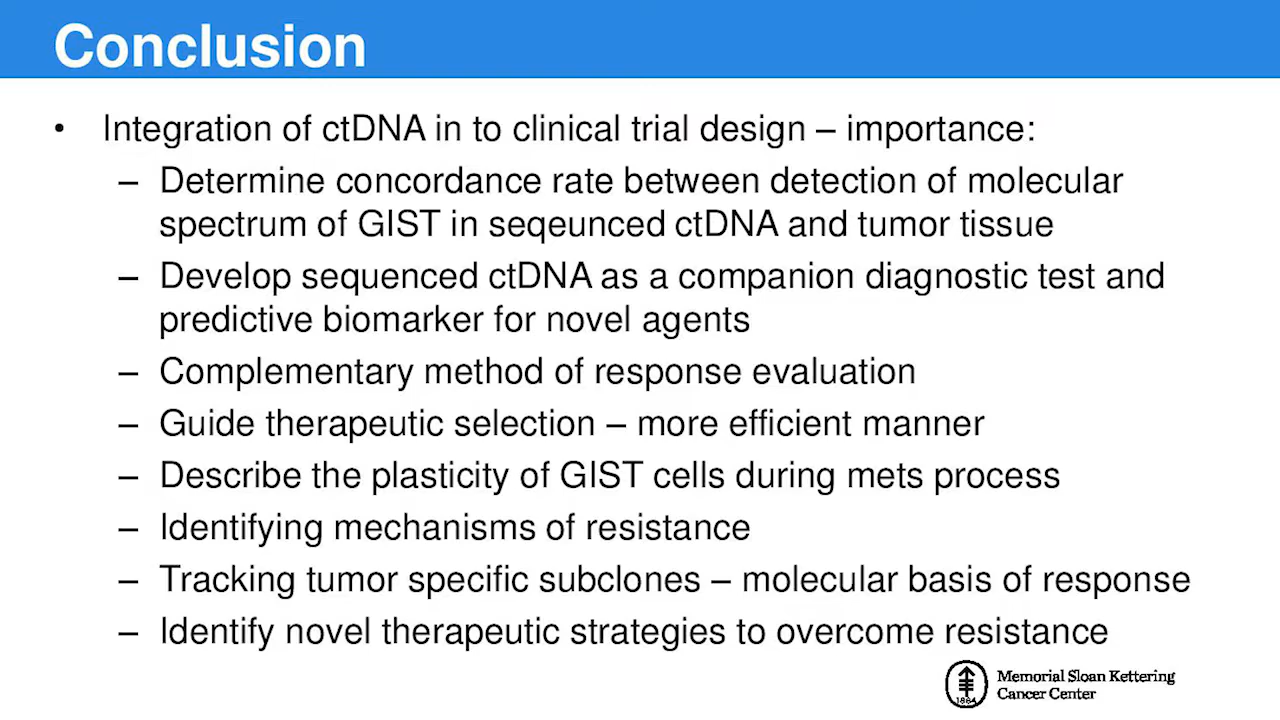 Conclusion
• Integration of ctDNA in to clinical trial design – importance:
– Determine concordance rate between detection of molecular
spectrum of GIST in seqeunced ctDNA and tumor tissue
– Develop sequenced ctDNA as a companion diagnostic test and
predictive biomarker for novel agents
– Complementary method of response evaluation
– Guide therapeutic selection – more efficient manner
– Describe the plasticity of GIST cells during mets process
– Identifying mechanisms of resistance
– Tracking tumor specific subclones – molecular basis of response
– Identify novel therapeutic strategies to overcome resistance
Memorial Sloan Kettering
Cancer Center
1884